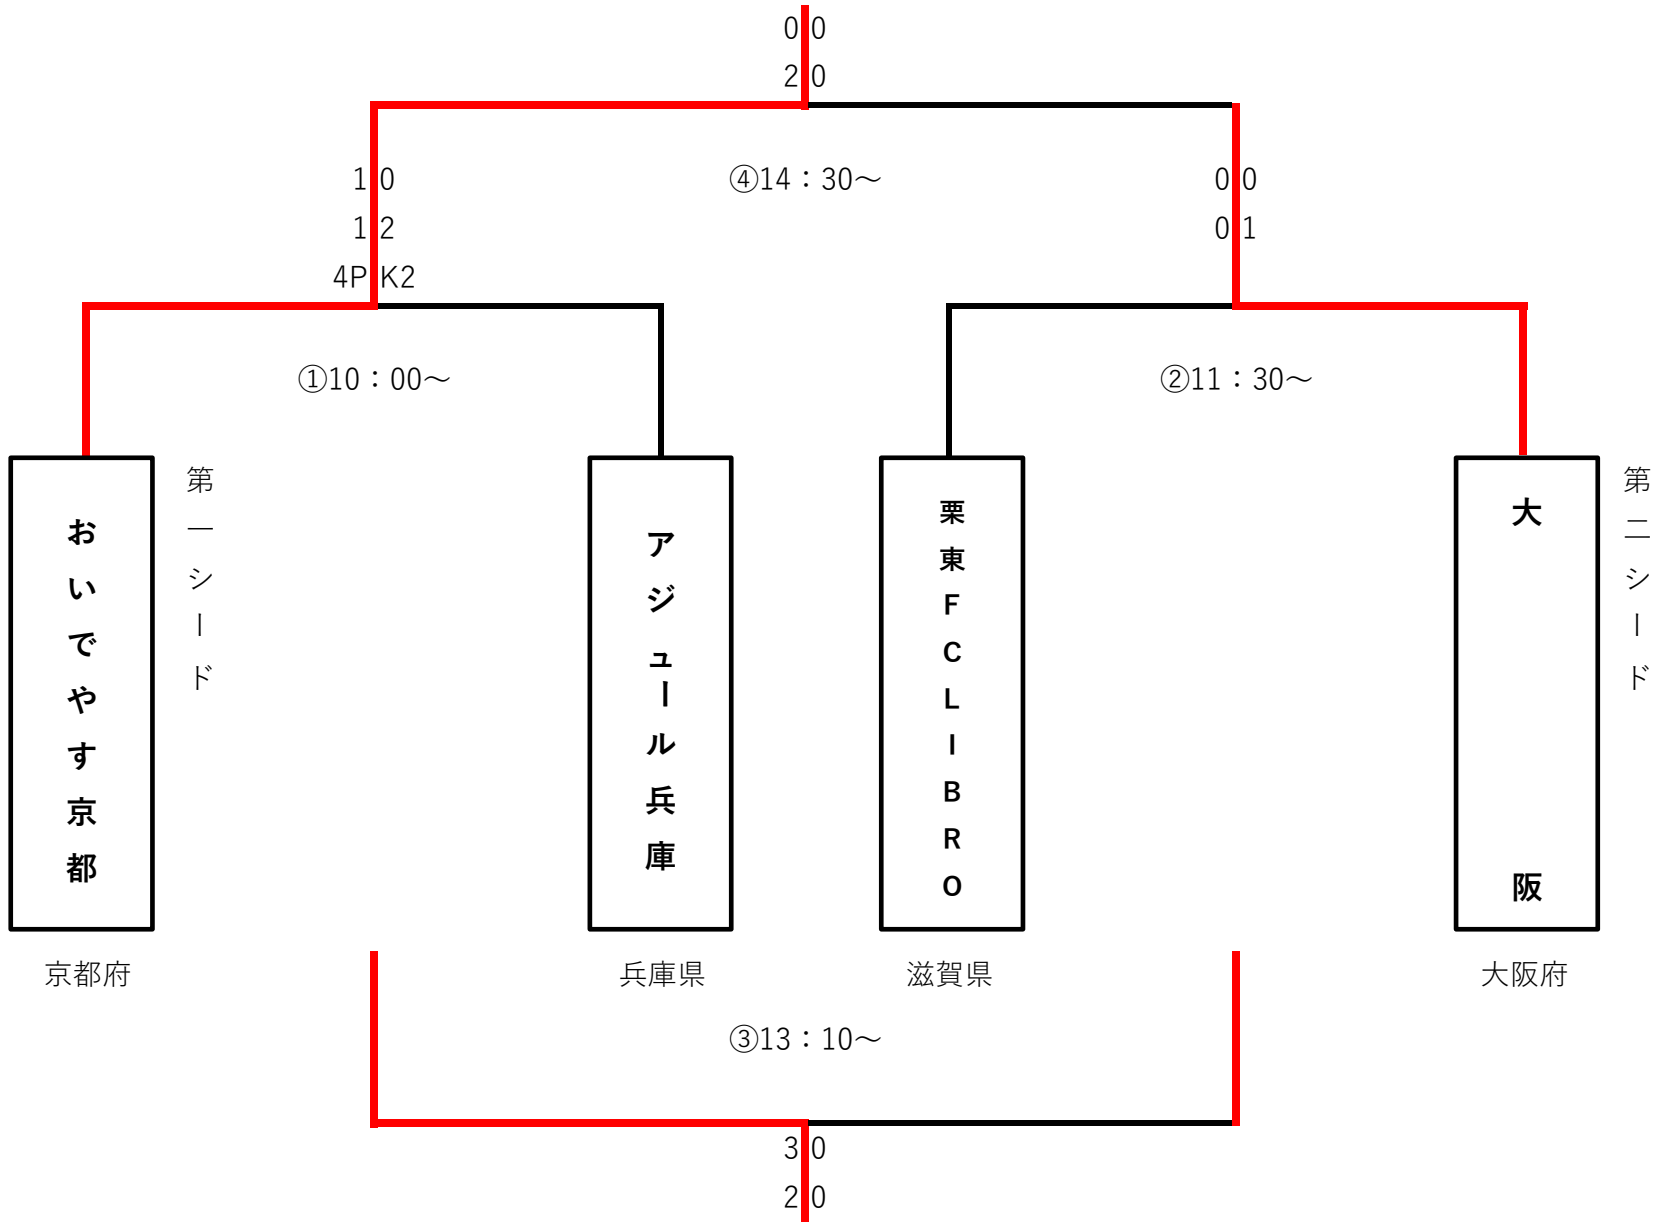 0 0
2 0
1 0
④14：30～
0 0
1 2
0 1
4P K2
①10：00～
②11：30～
おいでやす京都
第一シード
アジュール兵庫
栗東FCLIBRO
大阪
第二シード
京都府
兵庫県
滋賀県
大阪府
③13：10～
3 0
2 0